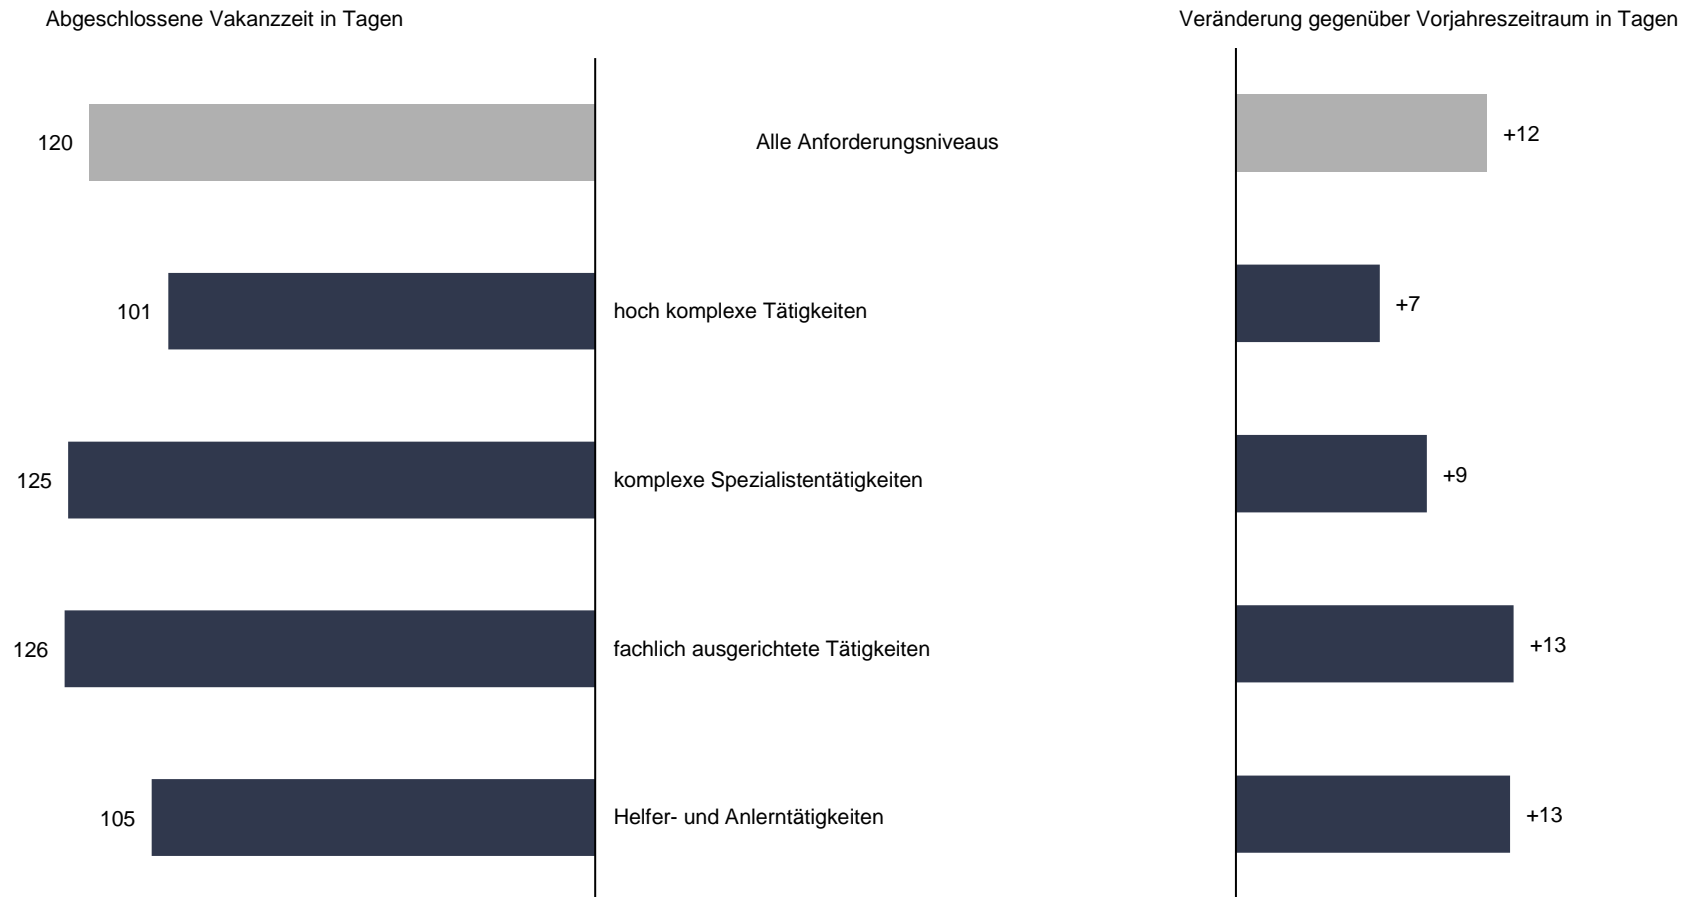 Abgeschlossene Vakanzzeit in Tagen
Veränderung gegenüber Vorjahreszeitraum in Tagen
120
Alle Anforderungsniveaus
+12
101
hoch komplexe Tätigkeiten
+7
125
komplexe Spezialistentätigkeiten
+9
126
fachlich ausgerichtete Tätigkeiten
+13
105
Helfer- und Anlerntätigkeiten
+13